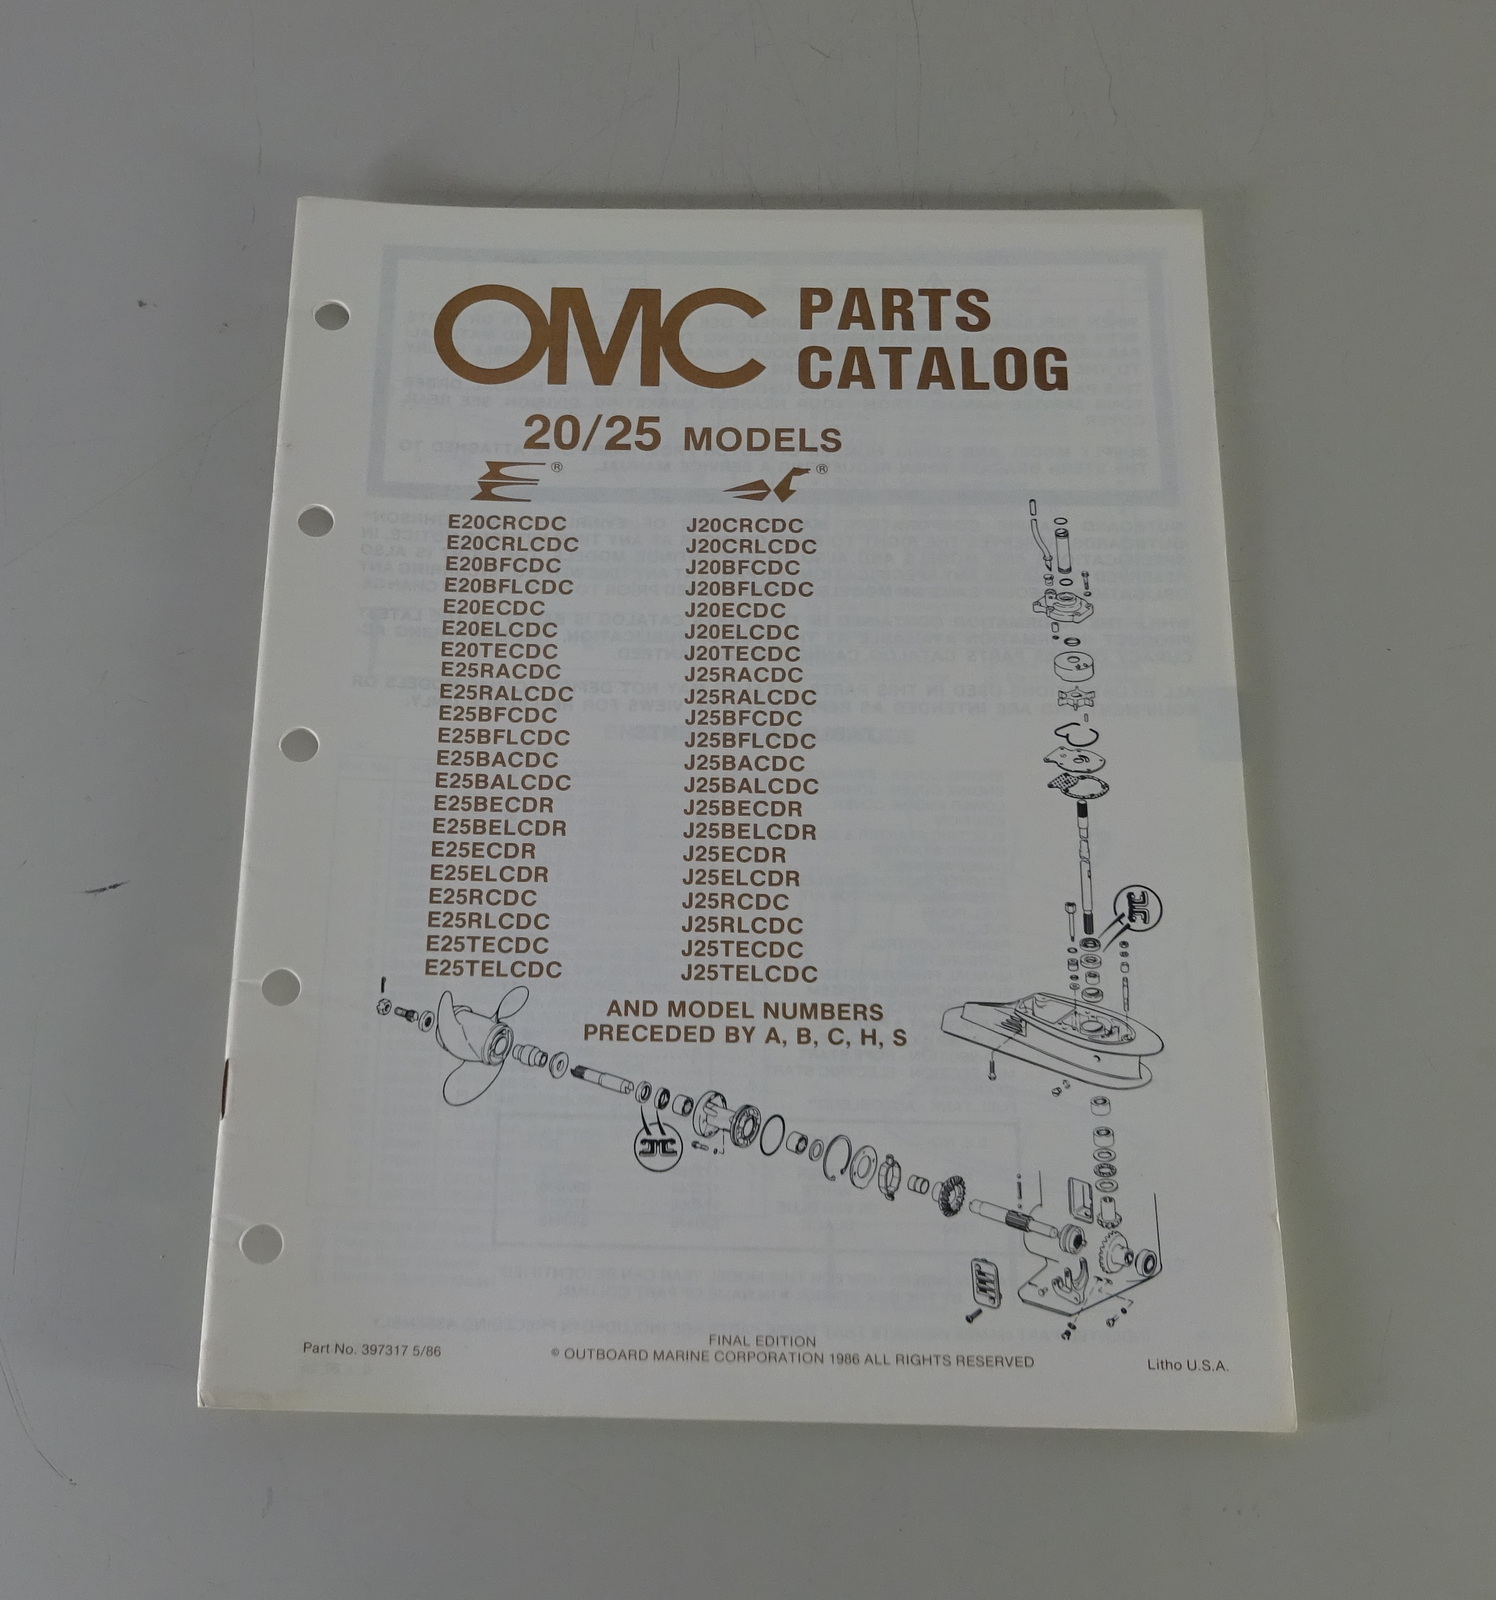 OMC PARTS
CATALOG
20/25 MODELS
® ®
E20CRCDC J20CRCDC
E20CRLCDC J20CRLCDC
E20BFCDC J20BFCDC
E20BFLCDC J20BFLCDC
E20ECDC J20ECDC
E20ELCDC J20ELCDC
E20TECDC J20TECDC
E25RACDC J25RACDC
E25RALCDC J25RALCDC
E25BFCDC J25BFCDC
E25BFLCDC J25BFLCDC
E25BACDC J25BACDC
E25BALCDC J25BALCDC
E25BECDR J25BECDR
E25BELCDR J25BELCDR
E25ECDR J25ECDR
E25ELCDR J25ELCDR
E25RCDC J25RCDC
E25RLCDC J25RLCDC
E25TECDC J25TECDC
E25TELCDC J25TELCDC
AND MODEL NUMBERS
PRECEDED BY A, B, C, H, S
FINAL EDITION
Part No. 397317 5/86 © OUTBOARD MARINE CORPORATION 1986 ALL RIGHTS RESERVED Litho U.S.A.